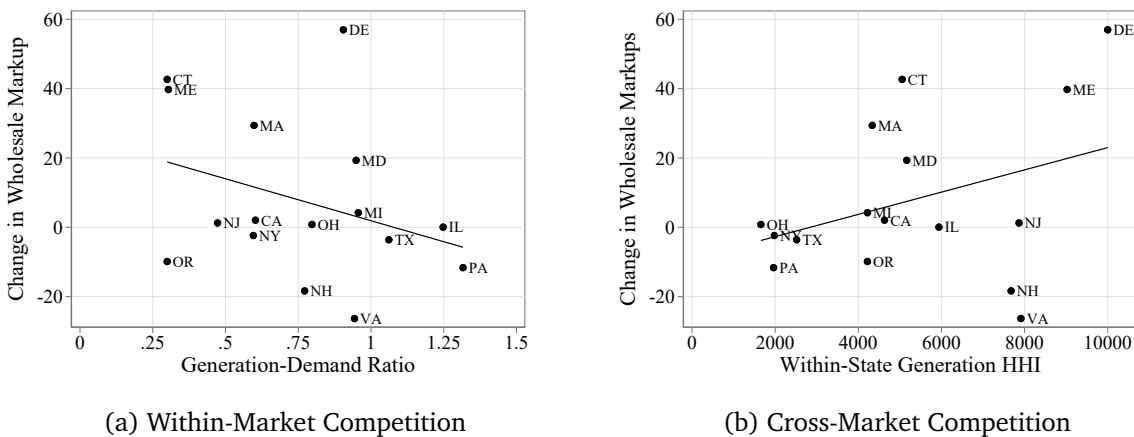 Change in Wholesale Markup
60
40
20
0
-20
DE
CT
ME
MA
MD
MI
NJ
CA
OH
IL
NY
TX
OR
PA
NH
VA
0 .25 .5 .75 1 1.25 1.5
Generation-Demand Ratio
(a) Within-Market Competition
Change in Wholesale Markups
60
40
20
0
-20
DE
CT
ME
MA
MD
MI
OH
CA
NJ
IL
NY
TX
OR
PA
NH
VA
0 2000 4000 6000 8000 10000
Within-State Generation HHI
(b) Cross-Market Competition